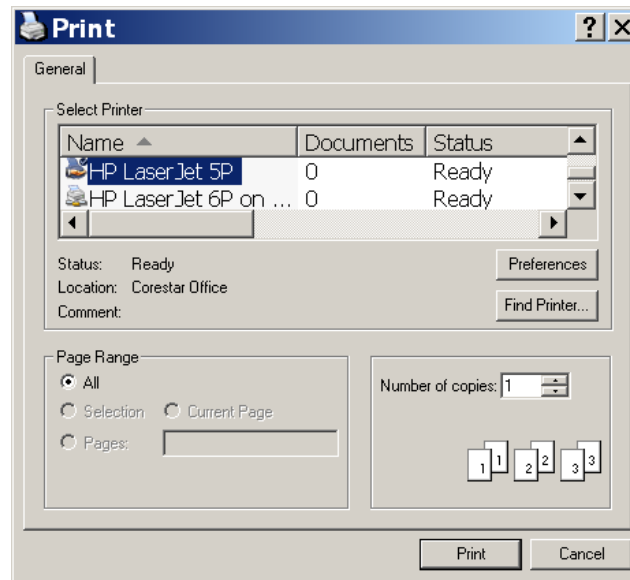 Print
General
Select Printer
Name Documents Status
HP LaserJet 5P 0 Ready
HP LaserJet 6P on ... 0 Ready
Status: Ready
Preferences
Location: Corestar Office
Comment:
Find Printer...
Page Range
All
Selection Current Page
Pages:
Number of copies: 1
1 1 2 2 3 3
Print Cancel